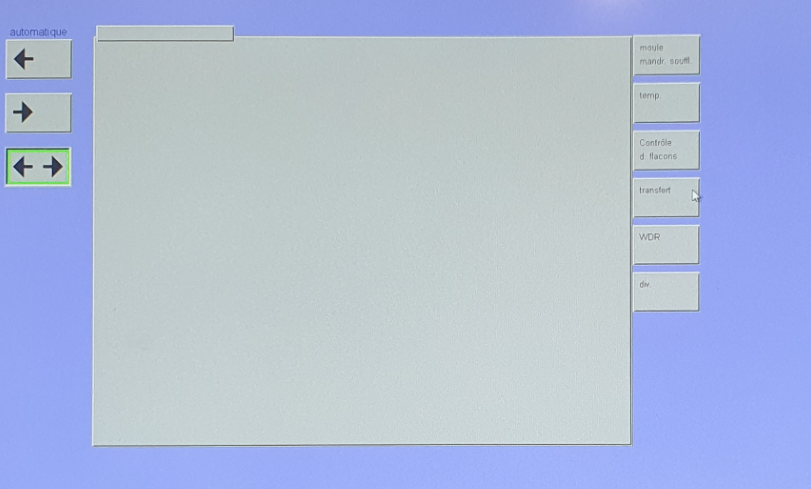 automatique
moule
mandr. souffl.
temp.
Contrôle
d. flacons
transfert
WDR
div.